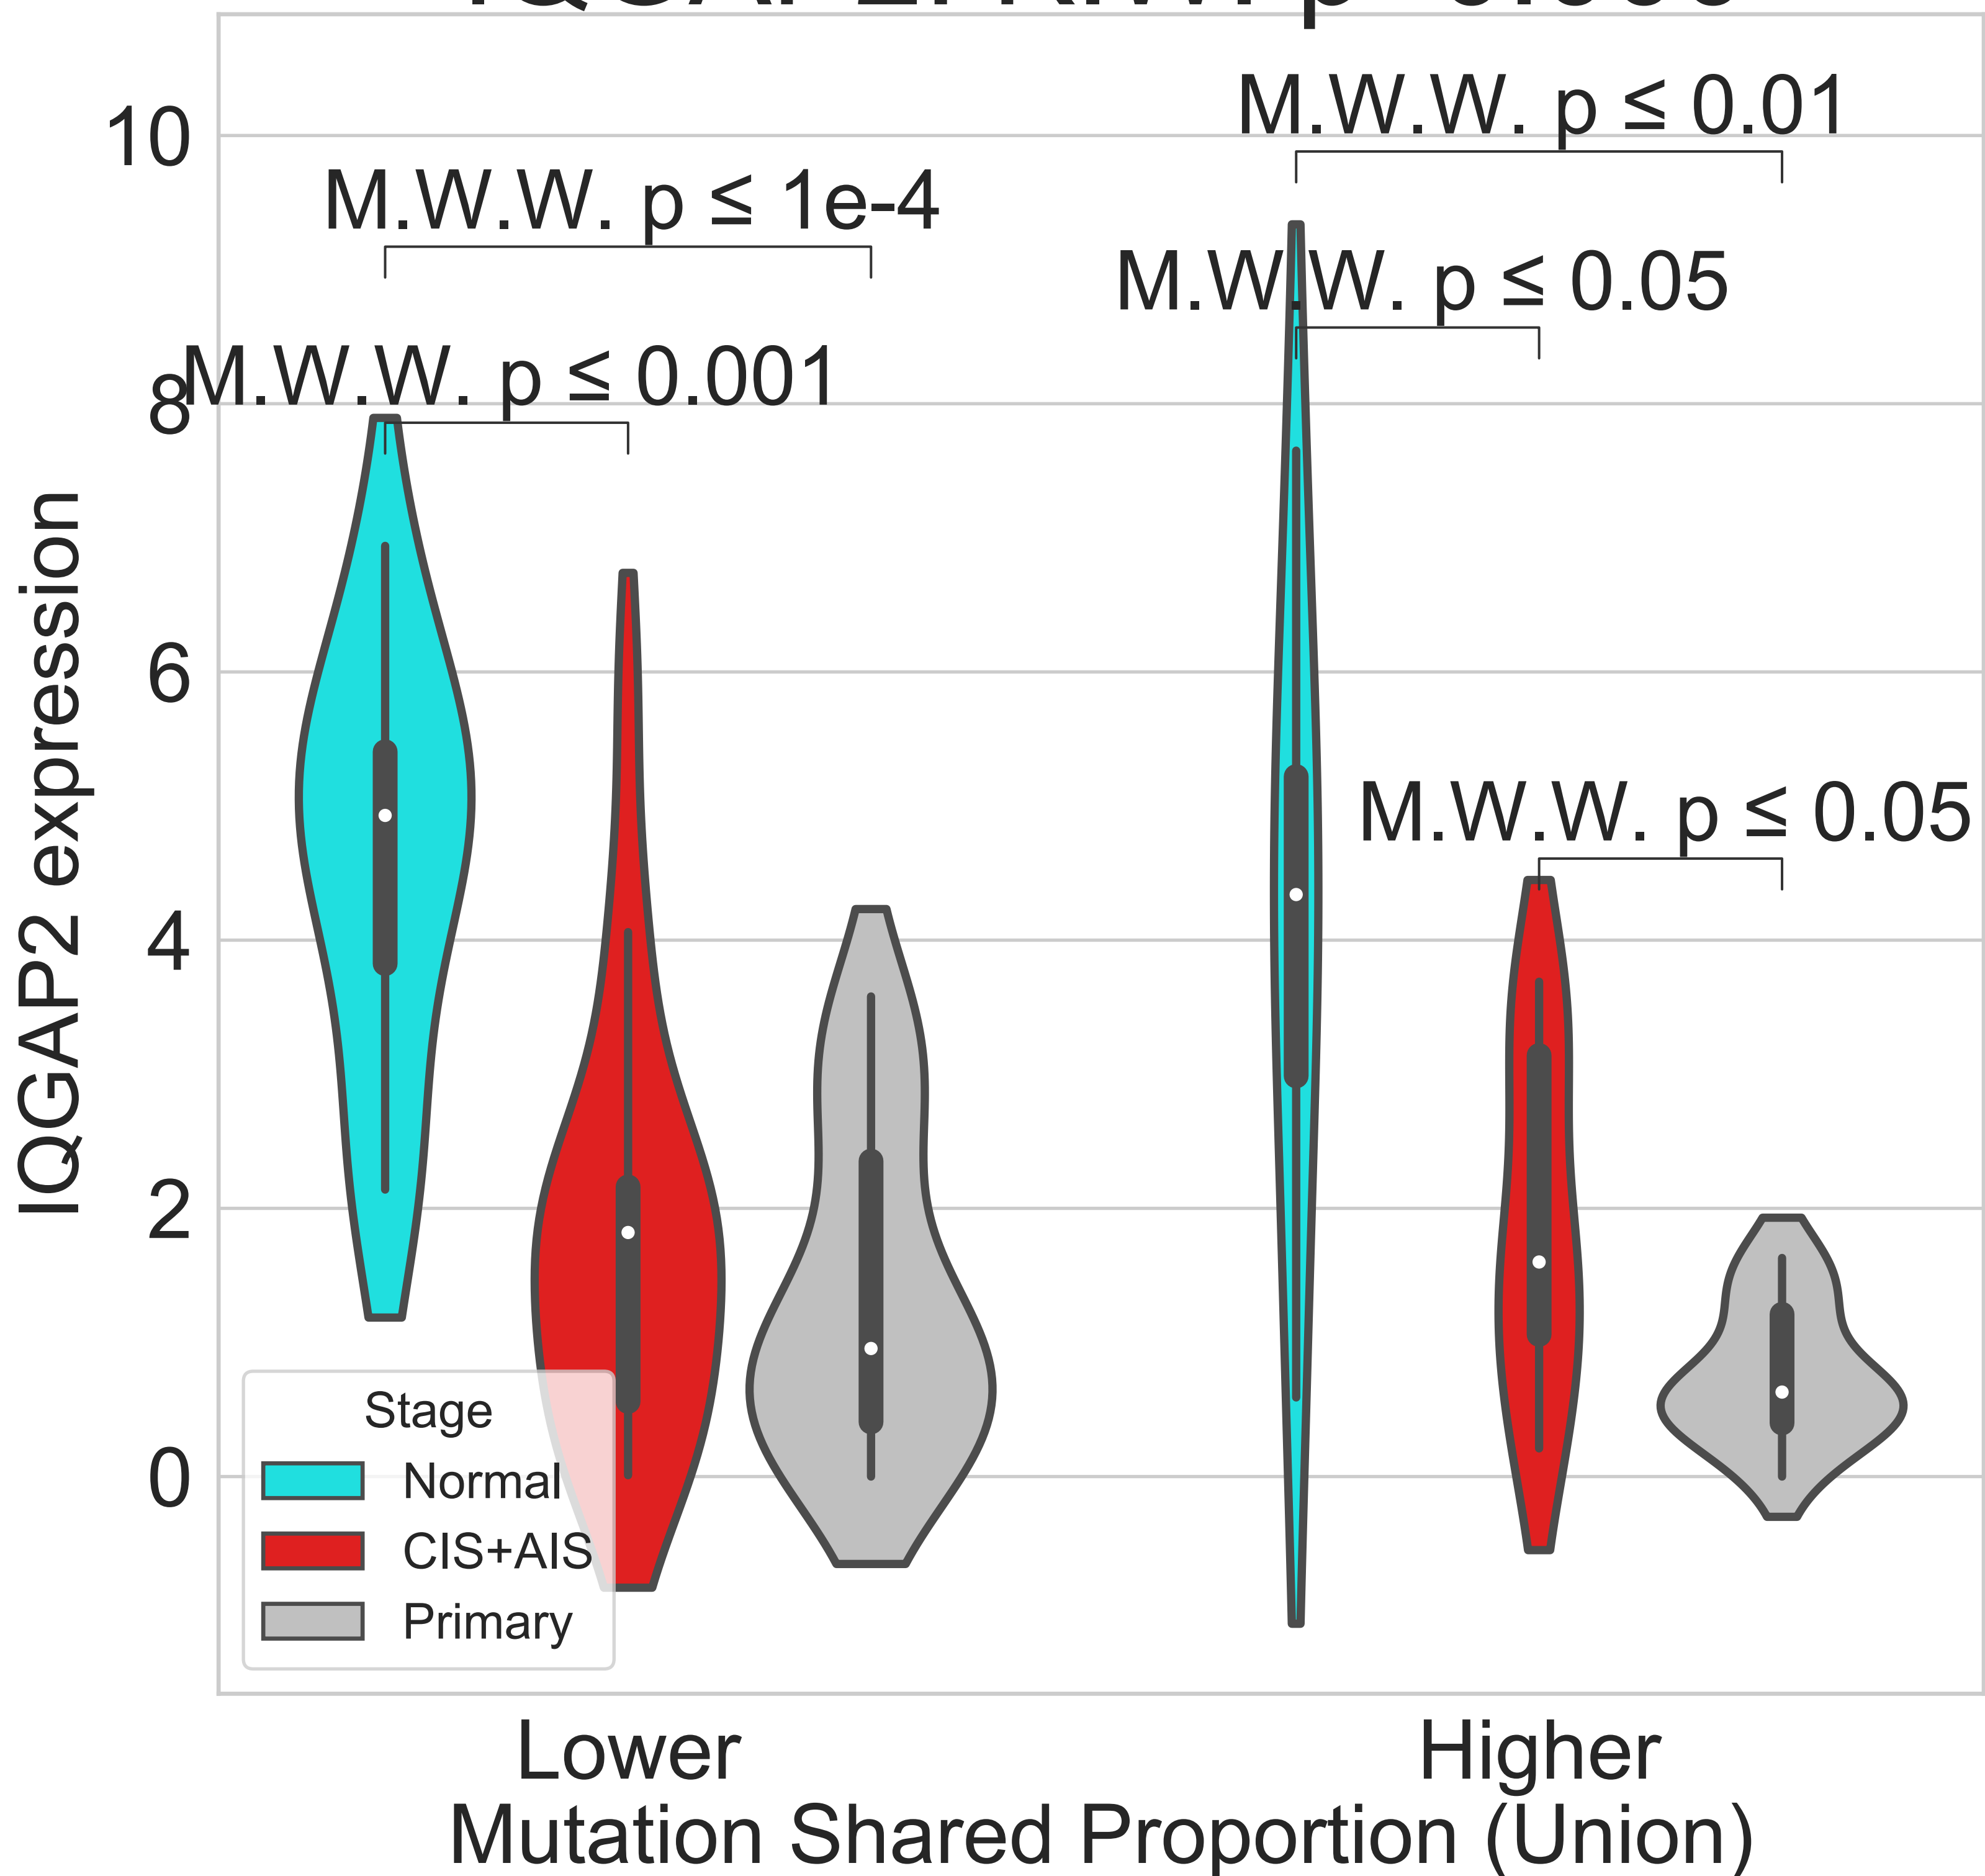 10
M.W.W. p ≤ 0.01
M.W.W. p ≤ 1e-4
M.W.W. p ≤ 0.05
M.W.W. p ≤ 0.001
8
6
M.W.W. p ≤ 0.05
4
2
0
IQGAP2 expression
Stage
Normal
CIS+AIS
Primary
Lower
Higher
Mutation Shared Proportion (Union)